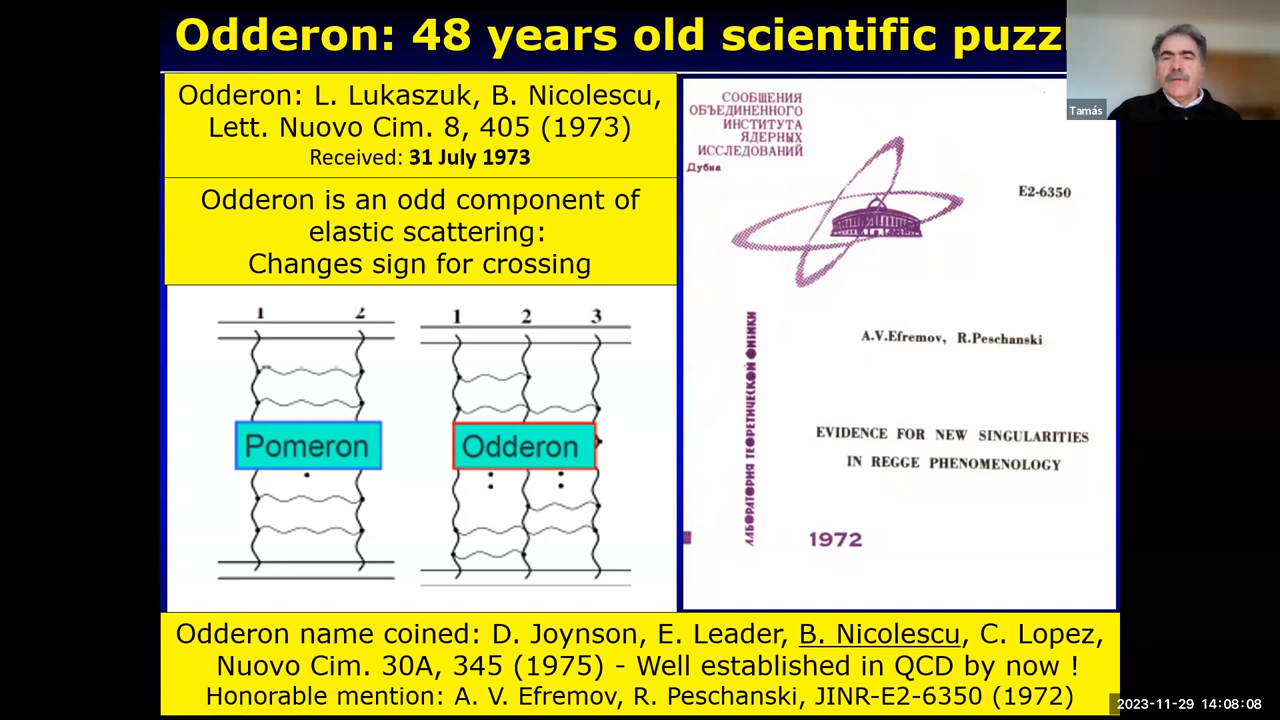 Odderon: 48 years old scientific puzz
Odderon: L. Lukaszuk, B. Nicolescu,
Lett. Nuovo Cim. 8, 405 (1973)
Received: 31 July 1973
Odderon is an odd component of
elastic scattering:
Changes sign for crossing
1 2
1 2 3
Pomeron
Odderon
СООБЩЕНИЯ
ОБЪЕДИНЕННОГО
ИНСТИТУТА
ЯДЕРНЫХ
ИССЛЕДОВАНИЙ
Дубна
E2-6350
ЛАБОРАТОРИЯ ТЕОРЕТИЧЕСКОЙ ФИЗИКИ
A.V.Efremov, R.Peschanski
EVIDENCE FOR NEW SINGULARITIES
IN REGGE PHENOMENOLOGY
1972
Odderon name coined: D. Joynson, E. Leader, B. Nicolescu, C. Lopez,
Nuovo Cim. 30A, 345 (1975) - Well established in QCD by now !
Honorable mention: A. V. Efremov, R. Peschanski, JINR-E2-6350 (1972)
Tamás
2023-11-29 14:08:08